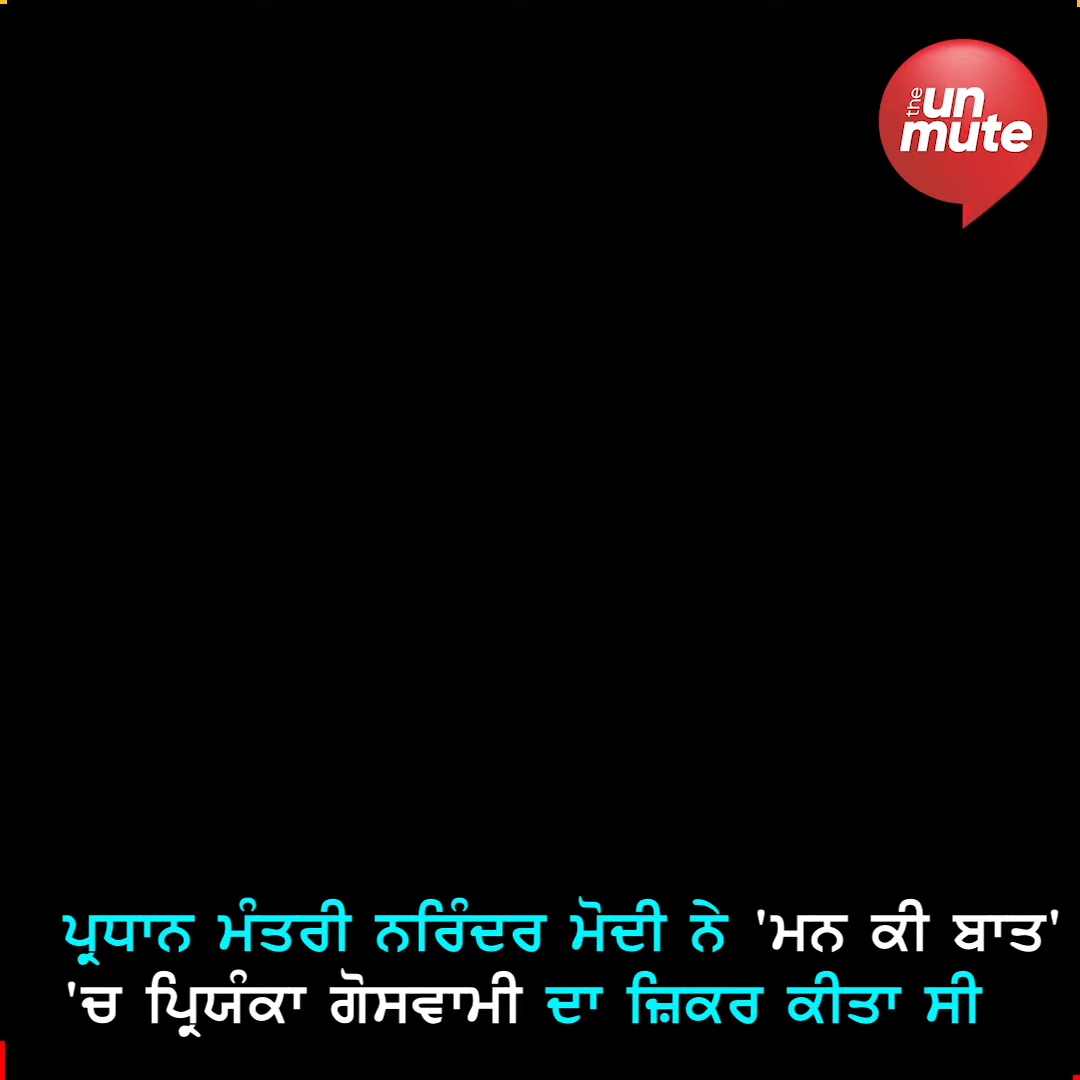 the un
mute
ਪ੍ਰਧਾਨ ਮੰਤਰੀ ਨਰਿੰਦਰ ਮੋਦੀ ਨੇ 'ਮਨ ਕੀ ਬਾਤ'
'ਚ ਪ੍ਰਿਯੰਕਾ ਗੋਸਵਾਮੀ ਦਾ ਜ਼ਿਕਰ ਕੀਤਾ ਸੀ